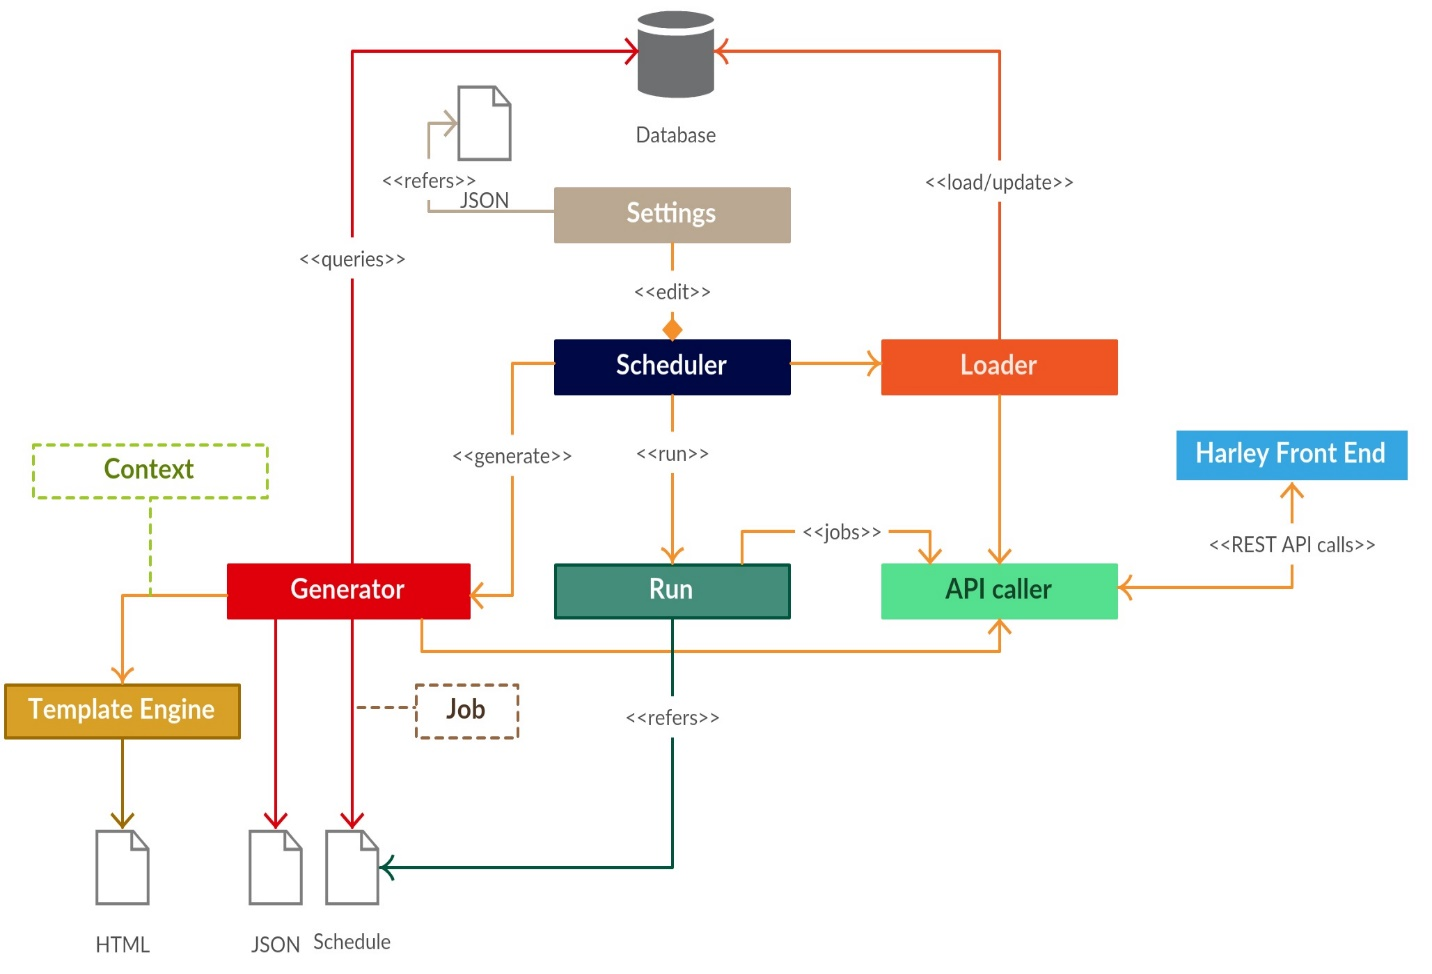 Database
<<refers>>
JSON
<<load/update>>
Settings
<<queries>>
<<edit>>
Scheduler
Loader
<<generate>>
<<run>>
Harley Front End
Context
<<jobs>>
<<REST API calls>>
Generator
Run
API caller
Template Engine
Job
<<refers>>
HTML
JSON
Schedule